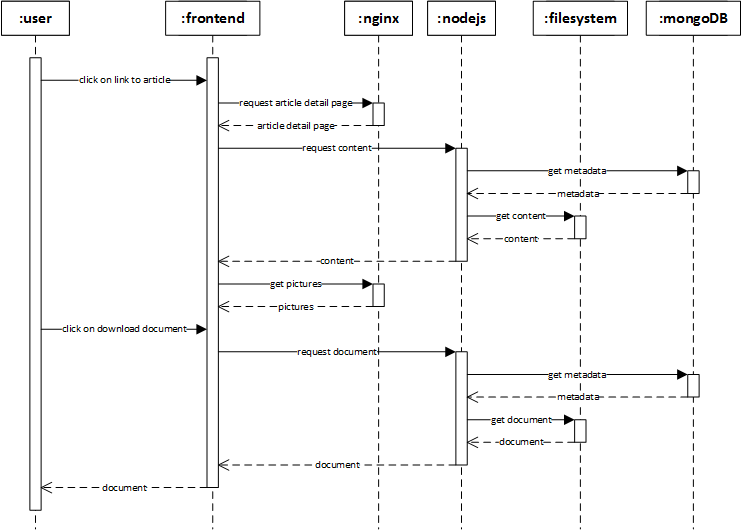 :user
:frontend
:nginx
:nodejs
:filesystem
:mongoDB
click on link to article
request article detail page
article detail page
request content
get metadata
metadata
get content
content
content
get pictures
pictures
click on download document
request document
get metadata
metadata
get document
document
document
document